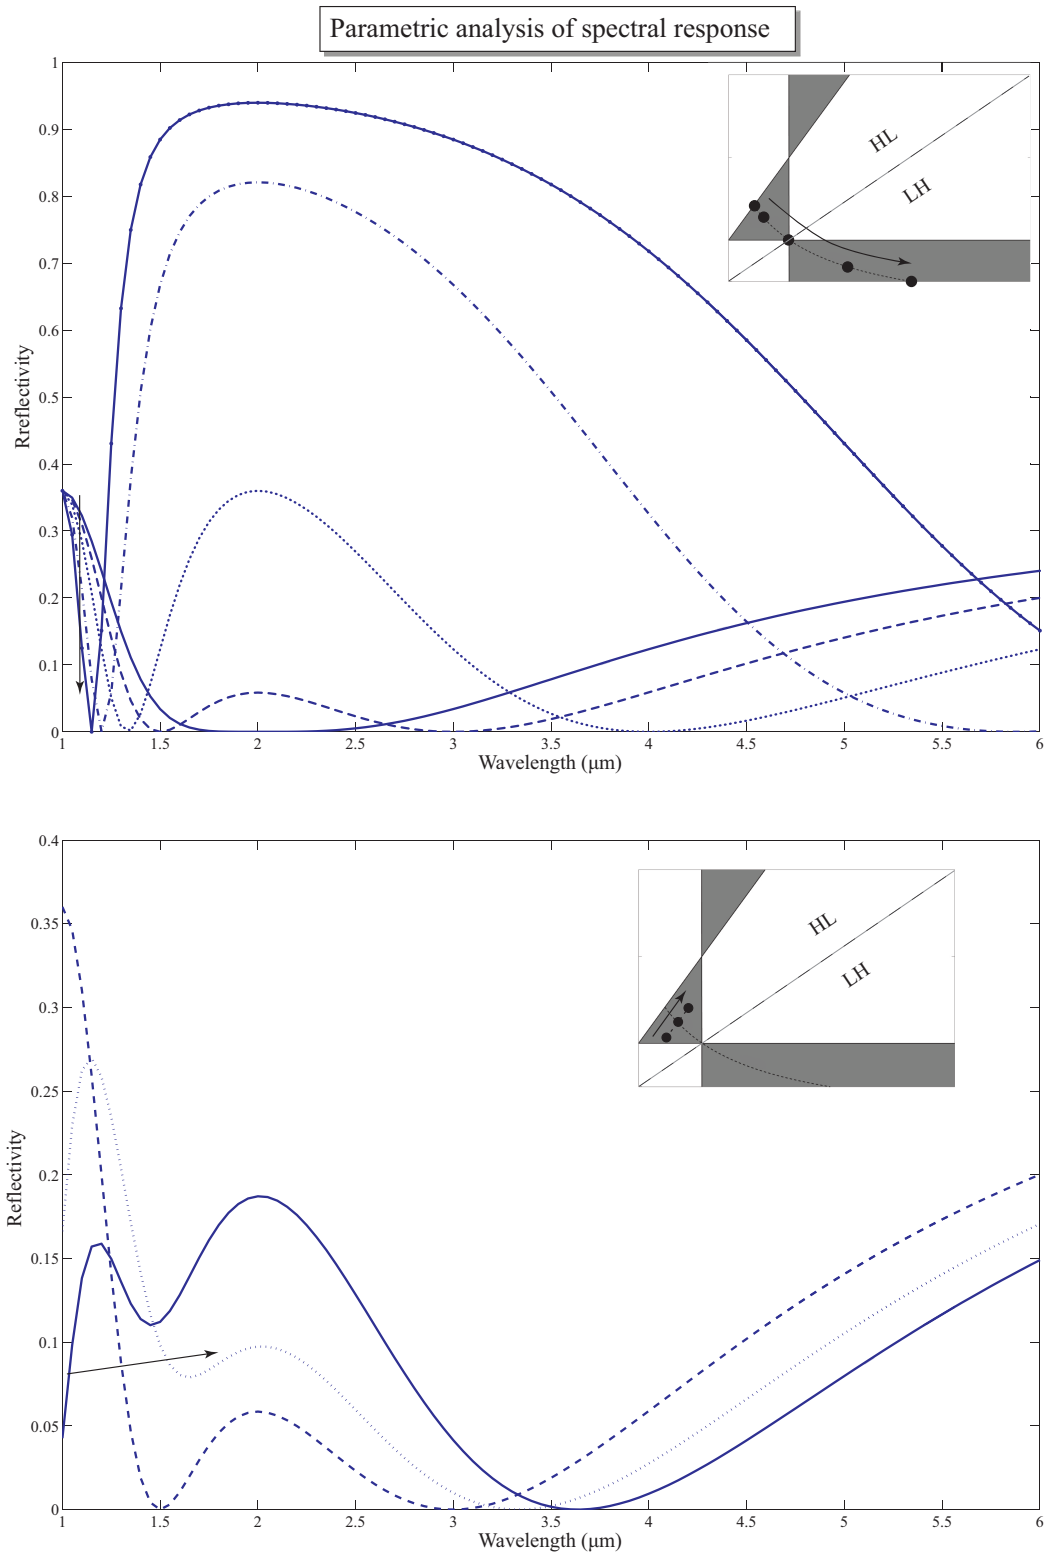 Parametric analysis of spectral response
1
0.9
0.8
0.7
0.6
0.5
0.4
0.3
0.2
0.1
0
Rreflectivity
HL
LH
1 1.5 2 2.5 3 3.5 4 4.5 5 5.5 6
Wavelength (μm)
0.4
0.35
0.3
0.25
0.2
0.15
0.1
0.05
0
Reflectivity
HL
LH
1 1.5 2 2.5 3 3.5 4 4.5 5 5.5 6
Wavelength (μm)